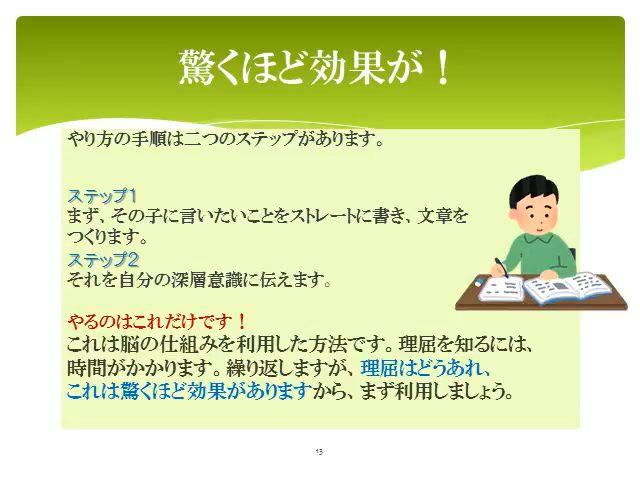 驚くほど効果が！
やり方の手順は二つのステップがあります。
ステップ1
まず、その子に言いたいことをストレートに書き、文章を
つくります。
ステップ2
それを自分の深層意識に伝えます。
やるのはこれだけです！
これは脳の仕組みを利用した方法です。理屈を知るには、
時間がかかります。繰り返しますが、理屈はどうあれ、
これは驚くほど効果がありますから、まず利用しましょう。
13